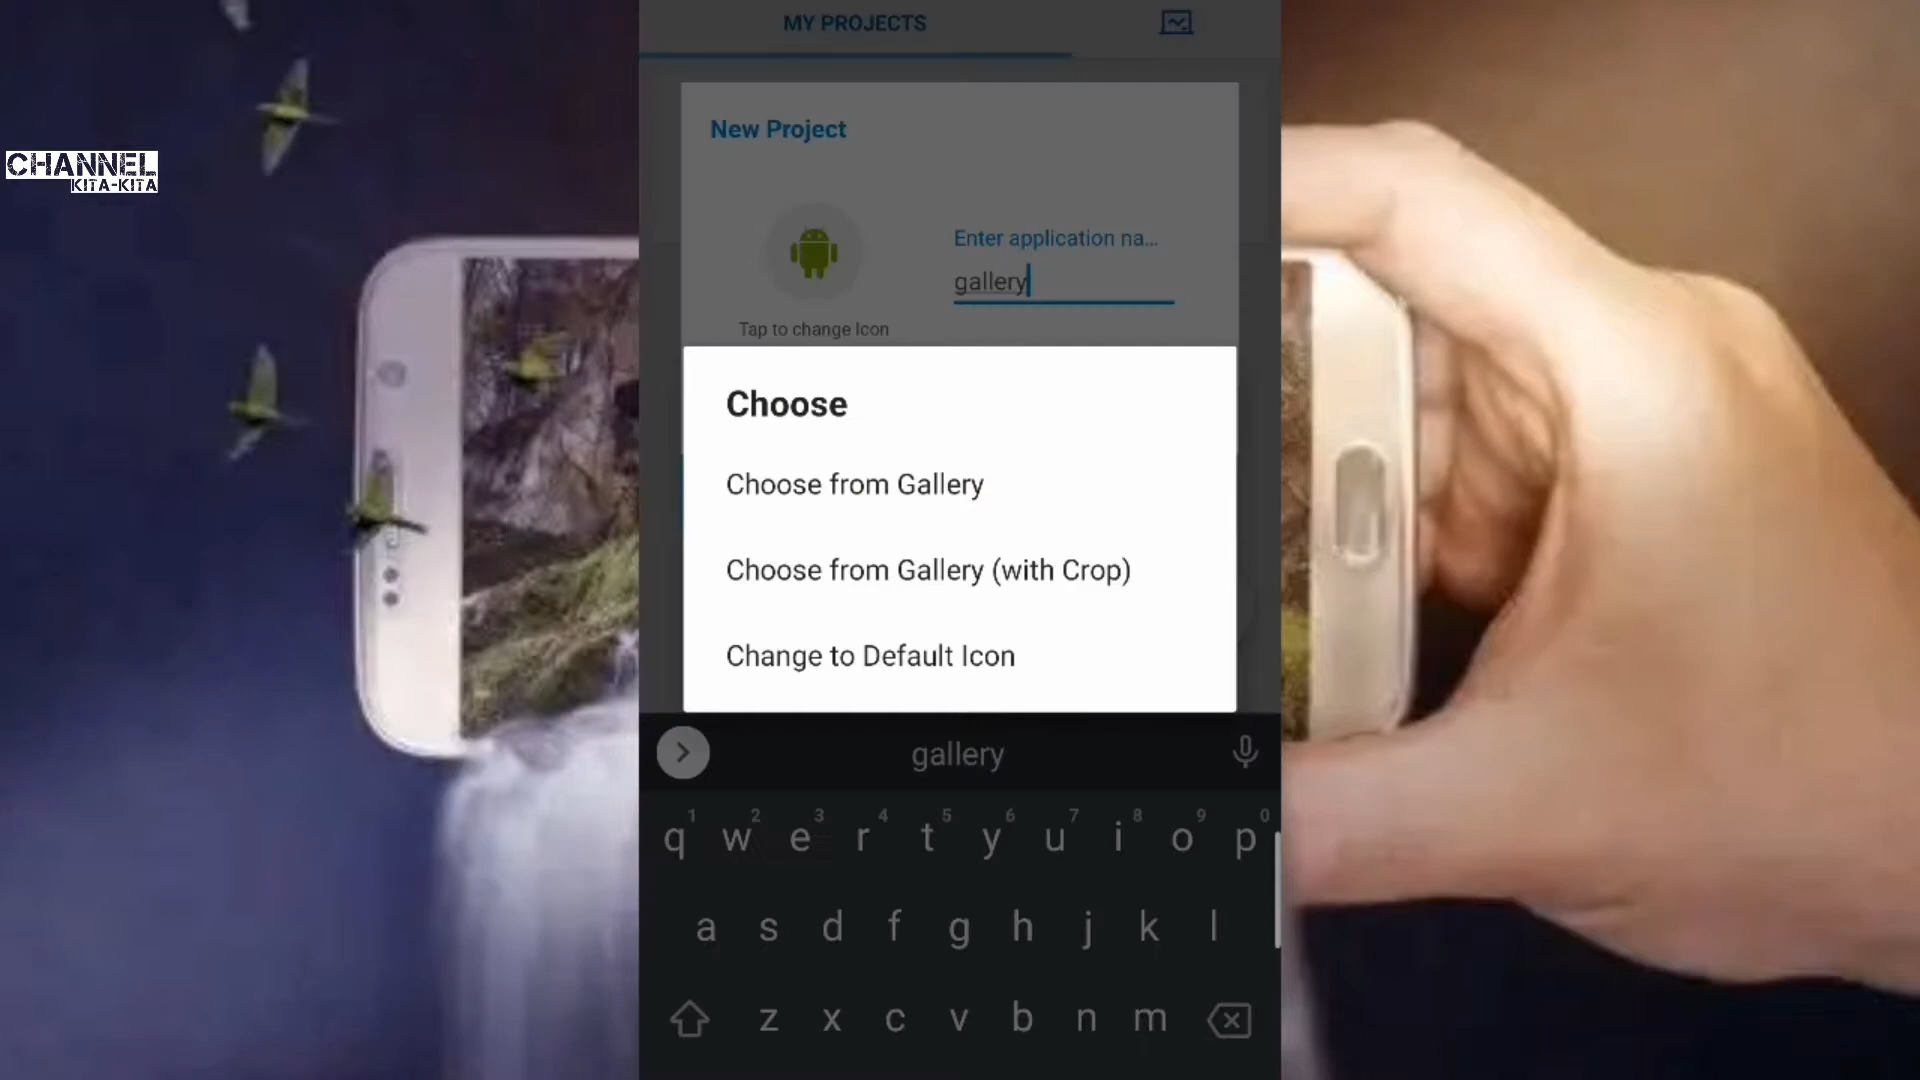 MY PROJECTS
CHANNEL
KITA-KITA
New Project
Enter application na...
gallery
Tap to change Icon
Choose
Choose from Gallery
Choose from Gallery (with Crop)
Change to Default Icon
gallery
1 2 3 4 5 6 7 8 9 0
q w e r t y u i o p
a s d f g h j k l
z x c v b n m